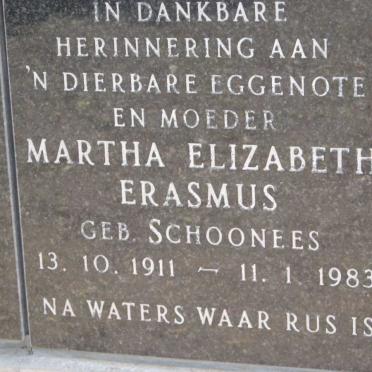 IN DANKBARE
HERINNERING AAN
'N DIERBARE EGGENOTE
EN MOEDER
MARTHA ELIZABETH
ERASMUS
GEB. SCHOONEES
13. 10. 1911 — 11. 1. 1983
NA WATERS WAAR RUS IS